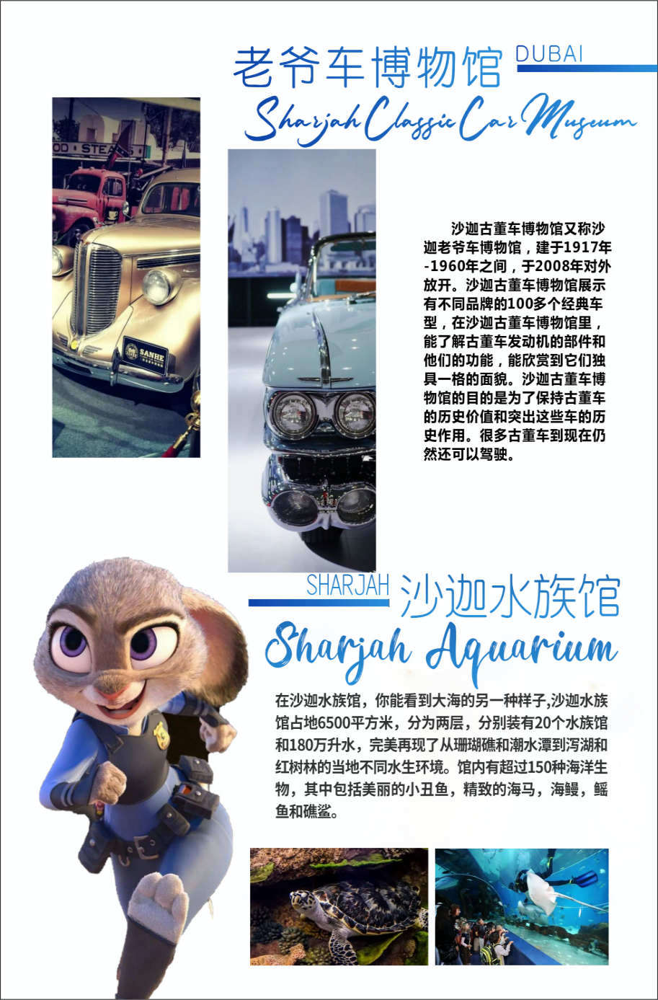 老爷车博物馆
DUBAI
Sharjah Classic Car Museum
OD STEA
SANHE
沙迦古董车博物馆又称沙
迦老爷车博物馆，建于1917年
-1960年之间，于2008年对外
放开。沙迦古董车博物馆展示
有不同品牌的100多个经典车
型，在沙迦古董车博物馆里，
能了解古董车发动机的部件和
他们的功能，能欣赏到它们独
具一格的面貌。沙迦古董车博
物馆的目的是为了保持古董车
的历史价值和突出这些车的历
史作用。很多古董车到现在仍
然还可以驾驶。
SHARJAH
沙迦水族馆
Sharjah Aquarium
在沙迦水族馆，你能看到大海的另一种样子,沙迦水族
馆占地6500平方米，分为两层，分别装有20个水族馆
和180万升水，完美再现了从珊瑚礁和潮水潭到泻湖和
红树林的当地不同水生环境。馆内有超过150种海洋生
物，其中包括美丽的小丑鱼，精致的海马，海鳗，鳐
鱼和礁鲨。